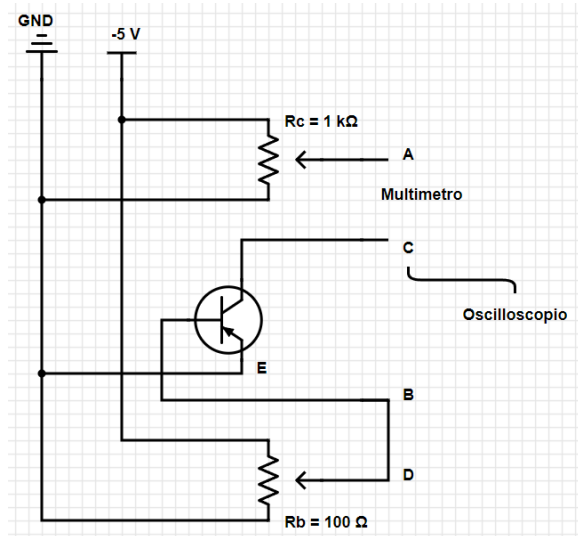 GND
-5 V
Rc = 1 kΩ
A
Multimetro
C
Oscilloscopio
E
B
D
Rb = 100 Ω